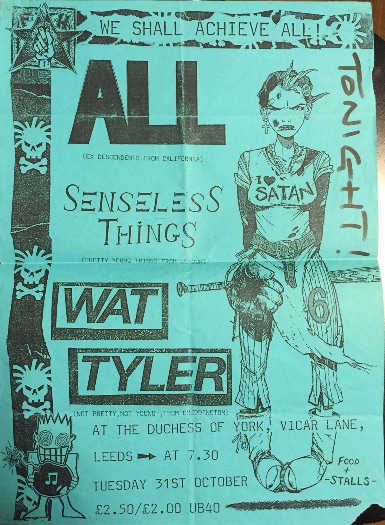 WE SHALL ACHIEVE ALL!
ALL
(EX DESCENDENTS FROM CALIFORNIA)
TONIGHT!
I ♥
SATAN
SENSELESS
THINGS
(PRETTY YOUNG THINGS FROM
WAT
TYLER
6
(NOT PRETTY, NOT YOUNG, FROM
AT THE DUCHESS OF YORK, VICAR LANE,
LEEDS → AT 7.30
TUESDAY 31ST OCTOBER
£2.50/£2.00 UB40
FOOD
+
-STALLS-